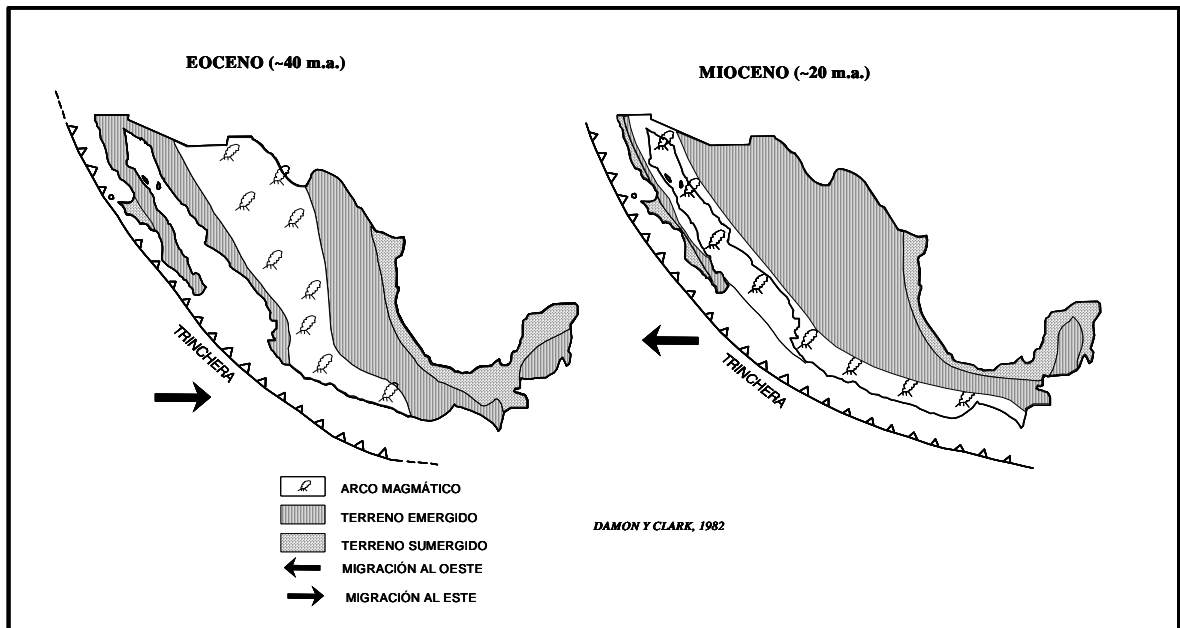 EOCENO (~40 m.a.)
MIOCENO (~20 m.a.)
TRINCHERA
TRINCHERA
ARCO MAGMÁTICO
TERRENO EMERGIDO
TERRENO SUMERGIDO
MIGRACIÓN AL OESTE
MIGRACIÓN AL ESTE
DAMON Y CLARK, 1982